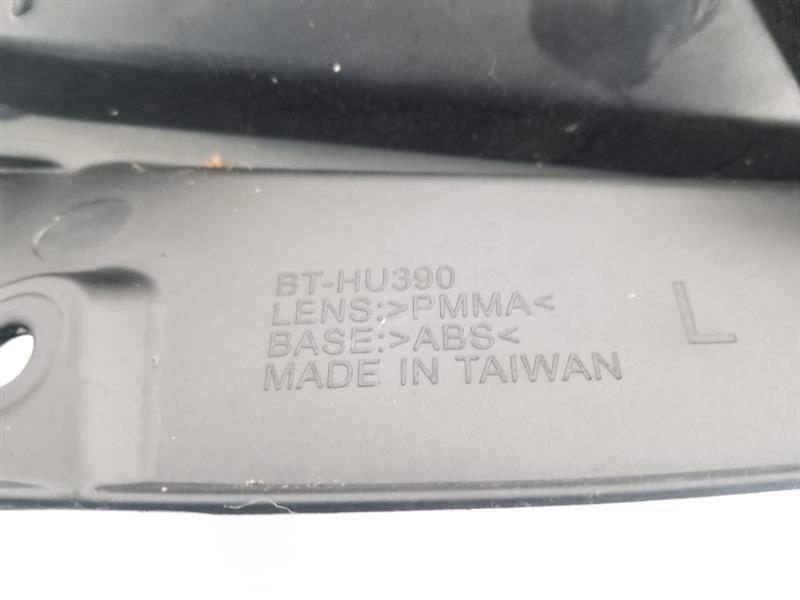 BT-HU390
LENS:>PMMA<
BASE:>ABS<
MADE IN TAIWAN
L